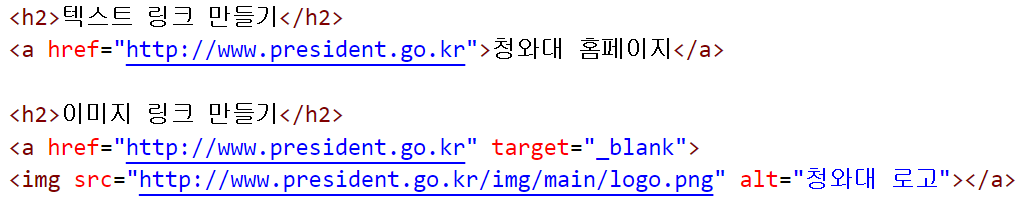 <h2>텍스트 링크 만들기</h2>
<a href="http://www.president.go.kr">청와대 홈페이지</a>
<h2>이미지 링크 만들기</h2>
<a href="http://www.president.go.kr" target="_blank">
<img src="http://www.president.go.kr/img/main/logo.png" alt="청와대 로고"></a>